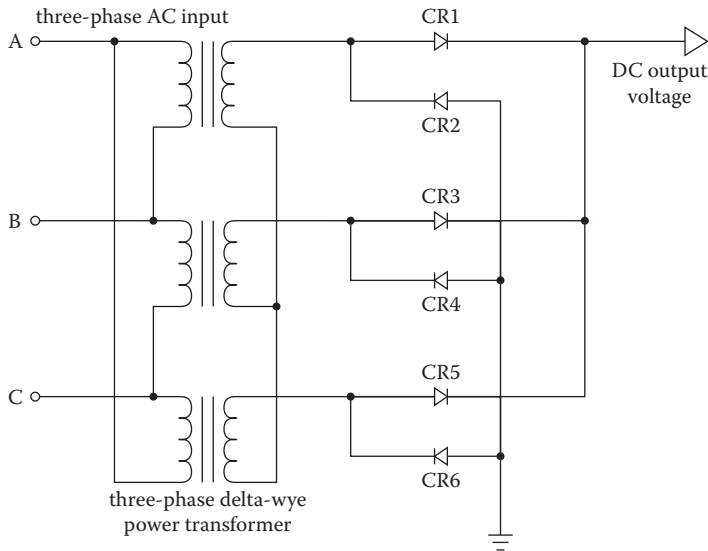 three-phase AC input
CR1
A
DC output
voltage
CR2
CR3
B
CR4
CR5
C
CR6
three-phase delta-wye
power transformer